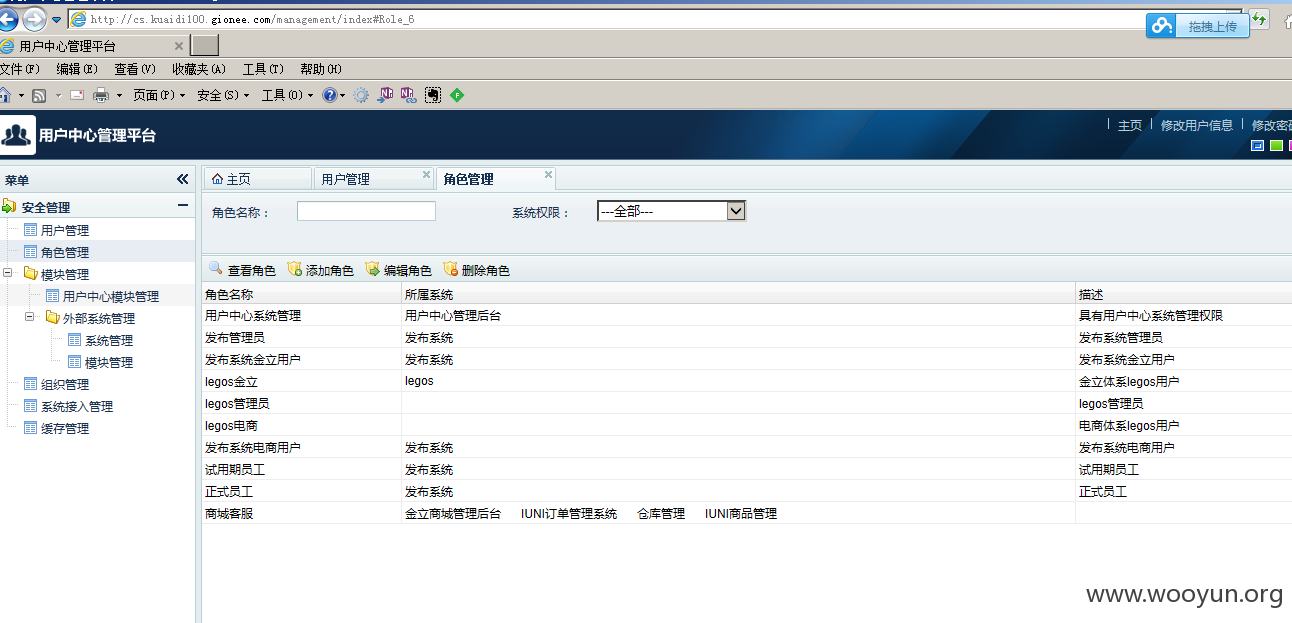 http://cs.kuaidi100.gionee.com/management/index#Role_6
拖拽上传
用户中心管理平台
文件(F) 编辑(E) 查看(V) 收藏夹(A) 工具(T) 帮助(H)
页面(P) 安全(S) 工具(O)
用户中心管理平台
主页 修改用户信息 修改密码
菜单
安全管理
用户管理
角色管理
模块管理
用户中心模块管理
外部系统管理
系统管理
模块管理
组织管理
系统接入管理
缓存管理
主页 用户管理 角色管理
角色名称： 系统权限： ---全部---
查看角色 添加角色 编辑角色 删除角色
角色名称 所属系统 描述
用户中心系统管理 用户中心管理后台 具有用户中心系统管理权限
发布管理员 发布系统 发布系统管理员
发布系统金立用户 发布系统 发布系统金立用户
legos金立 legos 金立体系legos用户
legos管理员 legos管理员
legos电商 电商体系legos用户
发布系统电商用户 发布系统 发布系统电商用户
试用期员工 发布系统 试用期员工
正式员工 发布系统 正式员工
商城客服 金立商城管理后台 IUNI订单管理系统 仓库管理 IUNI商品管理
www.wooyun.org